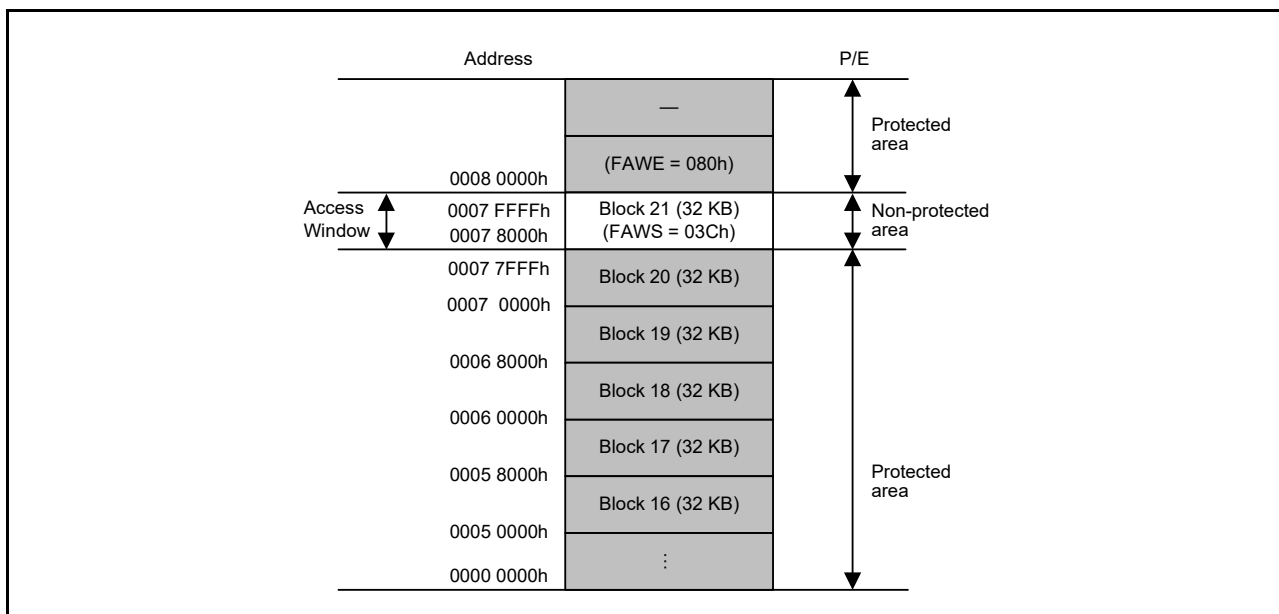 Address P/E
—
Protected
area
(FAWE = 080h)
0008 0000h
Access
Window
0007 FFFFh
0007 8000h
Block 21 (32 KB)
(FAWS = 03Ch)
Non-protected
area
0007 7FFFh
Block 20 (32 KB)
0007 0000h
Block 19 (32 KB)
0006 8000h
Block 18 (32 KB)
0006 0000h
Block 17 (32 KB)
0005 8000h
Protected
area
Block 16 (32 KB)
0005 0000h
⋮
0000 0000h